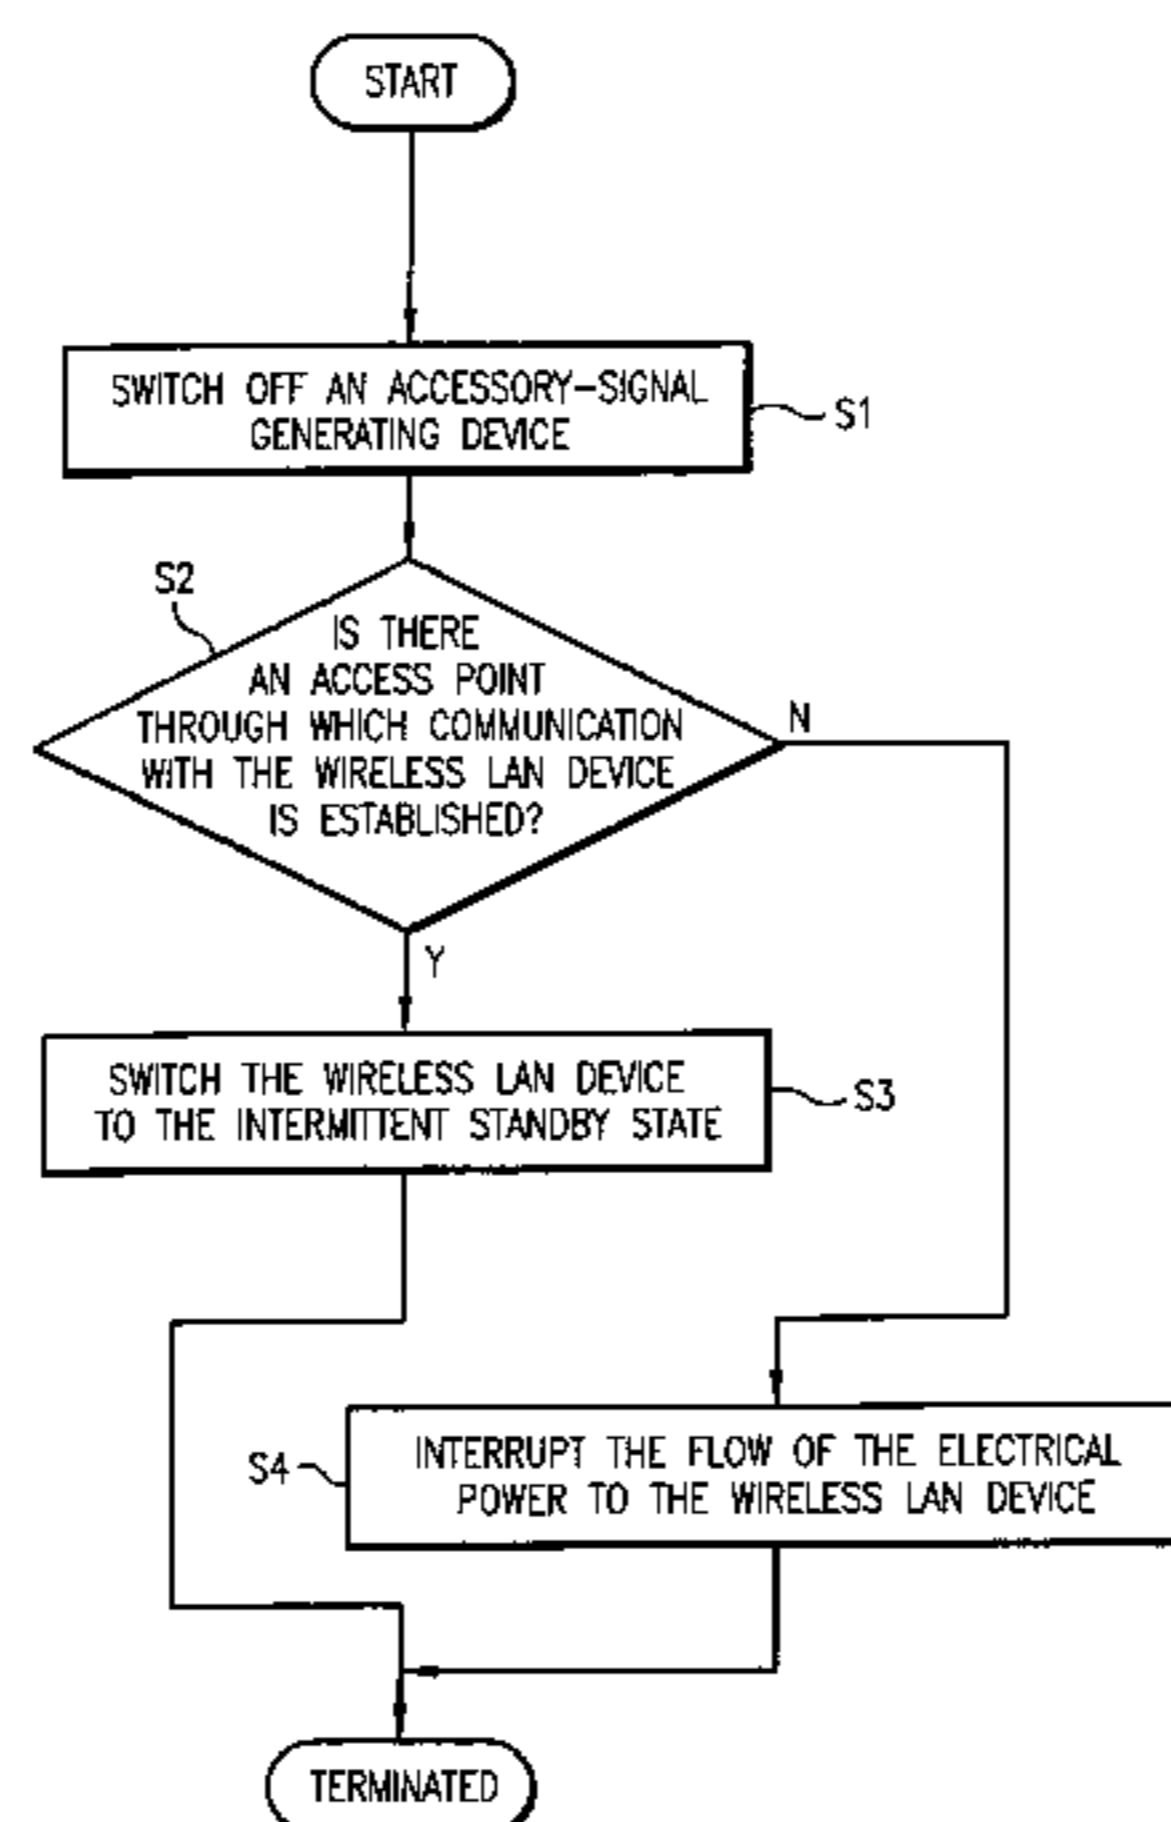 START
SWITCH OFF AN ACCESSORY-SIGNAL
GENERATING DEVICE
S1
S2
IS THERE
AN ACCESS POINT
THROUGH WHICH COMMUNICATION
WITH THE WIRELESS LAN DEVICE
IS ESTABLISHED?
N
Y
SWITCH THE WIRELESS LAN DEVICE
TO THE INTERMITTENT STANDBY STATE
S3
S4
INTERRUPT THE FLOW OF THE ELECTRICAL
POWER TO THE WIRELESS LAN DEVICE
TERMINATED